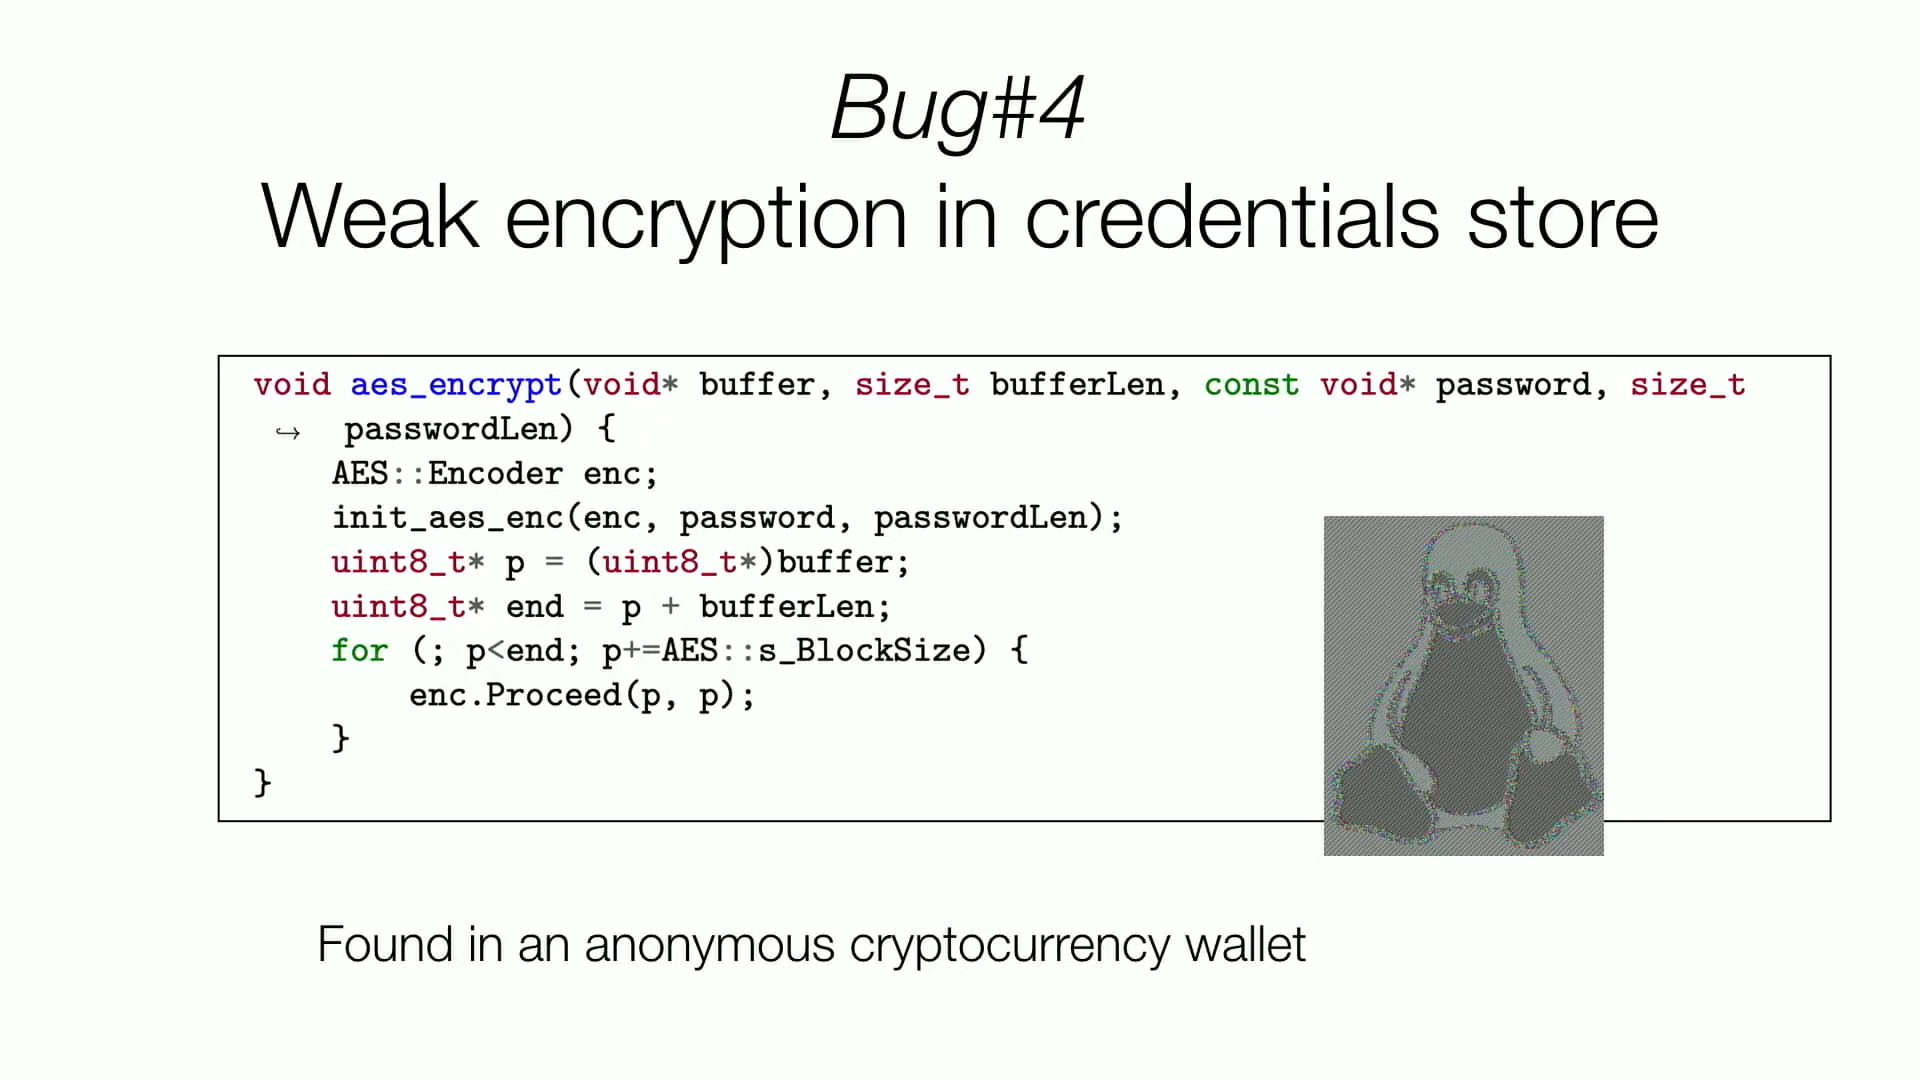 Bug#4
Weak encryption in credentials store
void aes_encrypt(void* buffer, size_t bufferLen, const void* password, size_t
↪ passwordLen) {
AES::Encoder enc;
init_aes_enc(enc, password, passwordLen);
uint8_t* p = (uint8_t*)buffer;
uint8_t* end = p + bufferLen;
for (; p<end; p+=AES::s_BlockSize) {
enc.Proceed(p, p);
}
}
Found in an anonymous cryptocurrency wallet